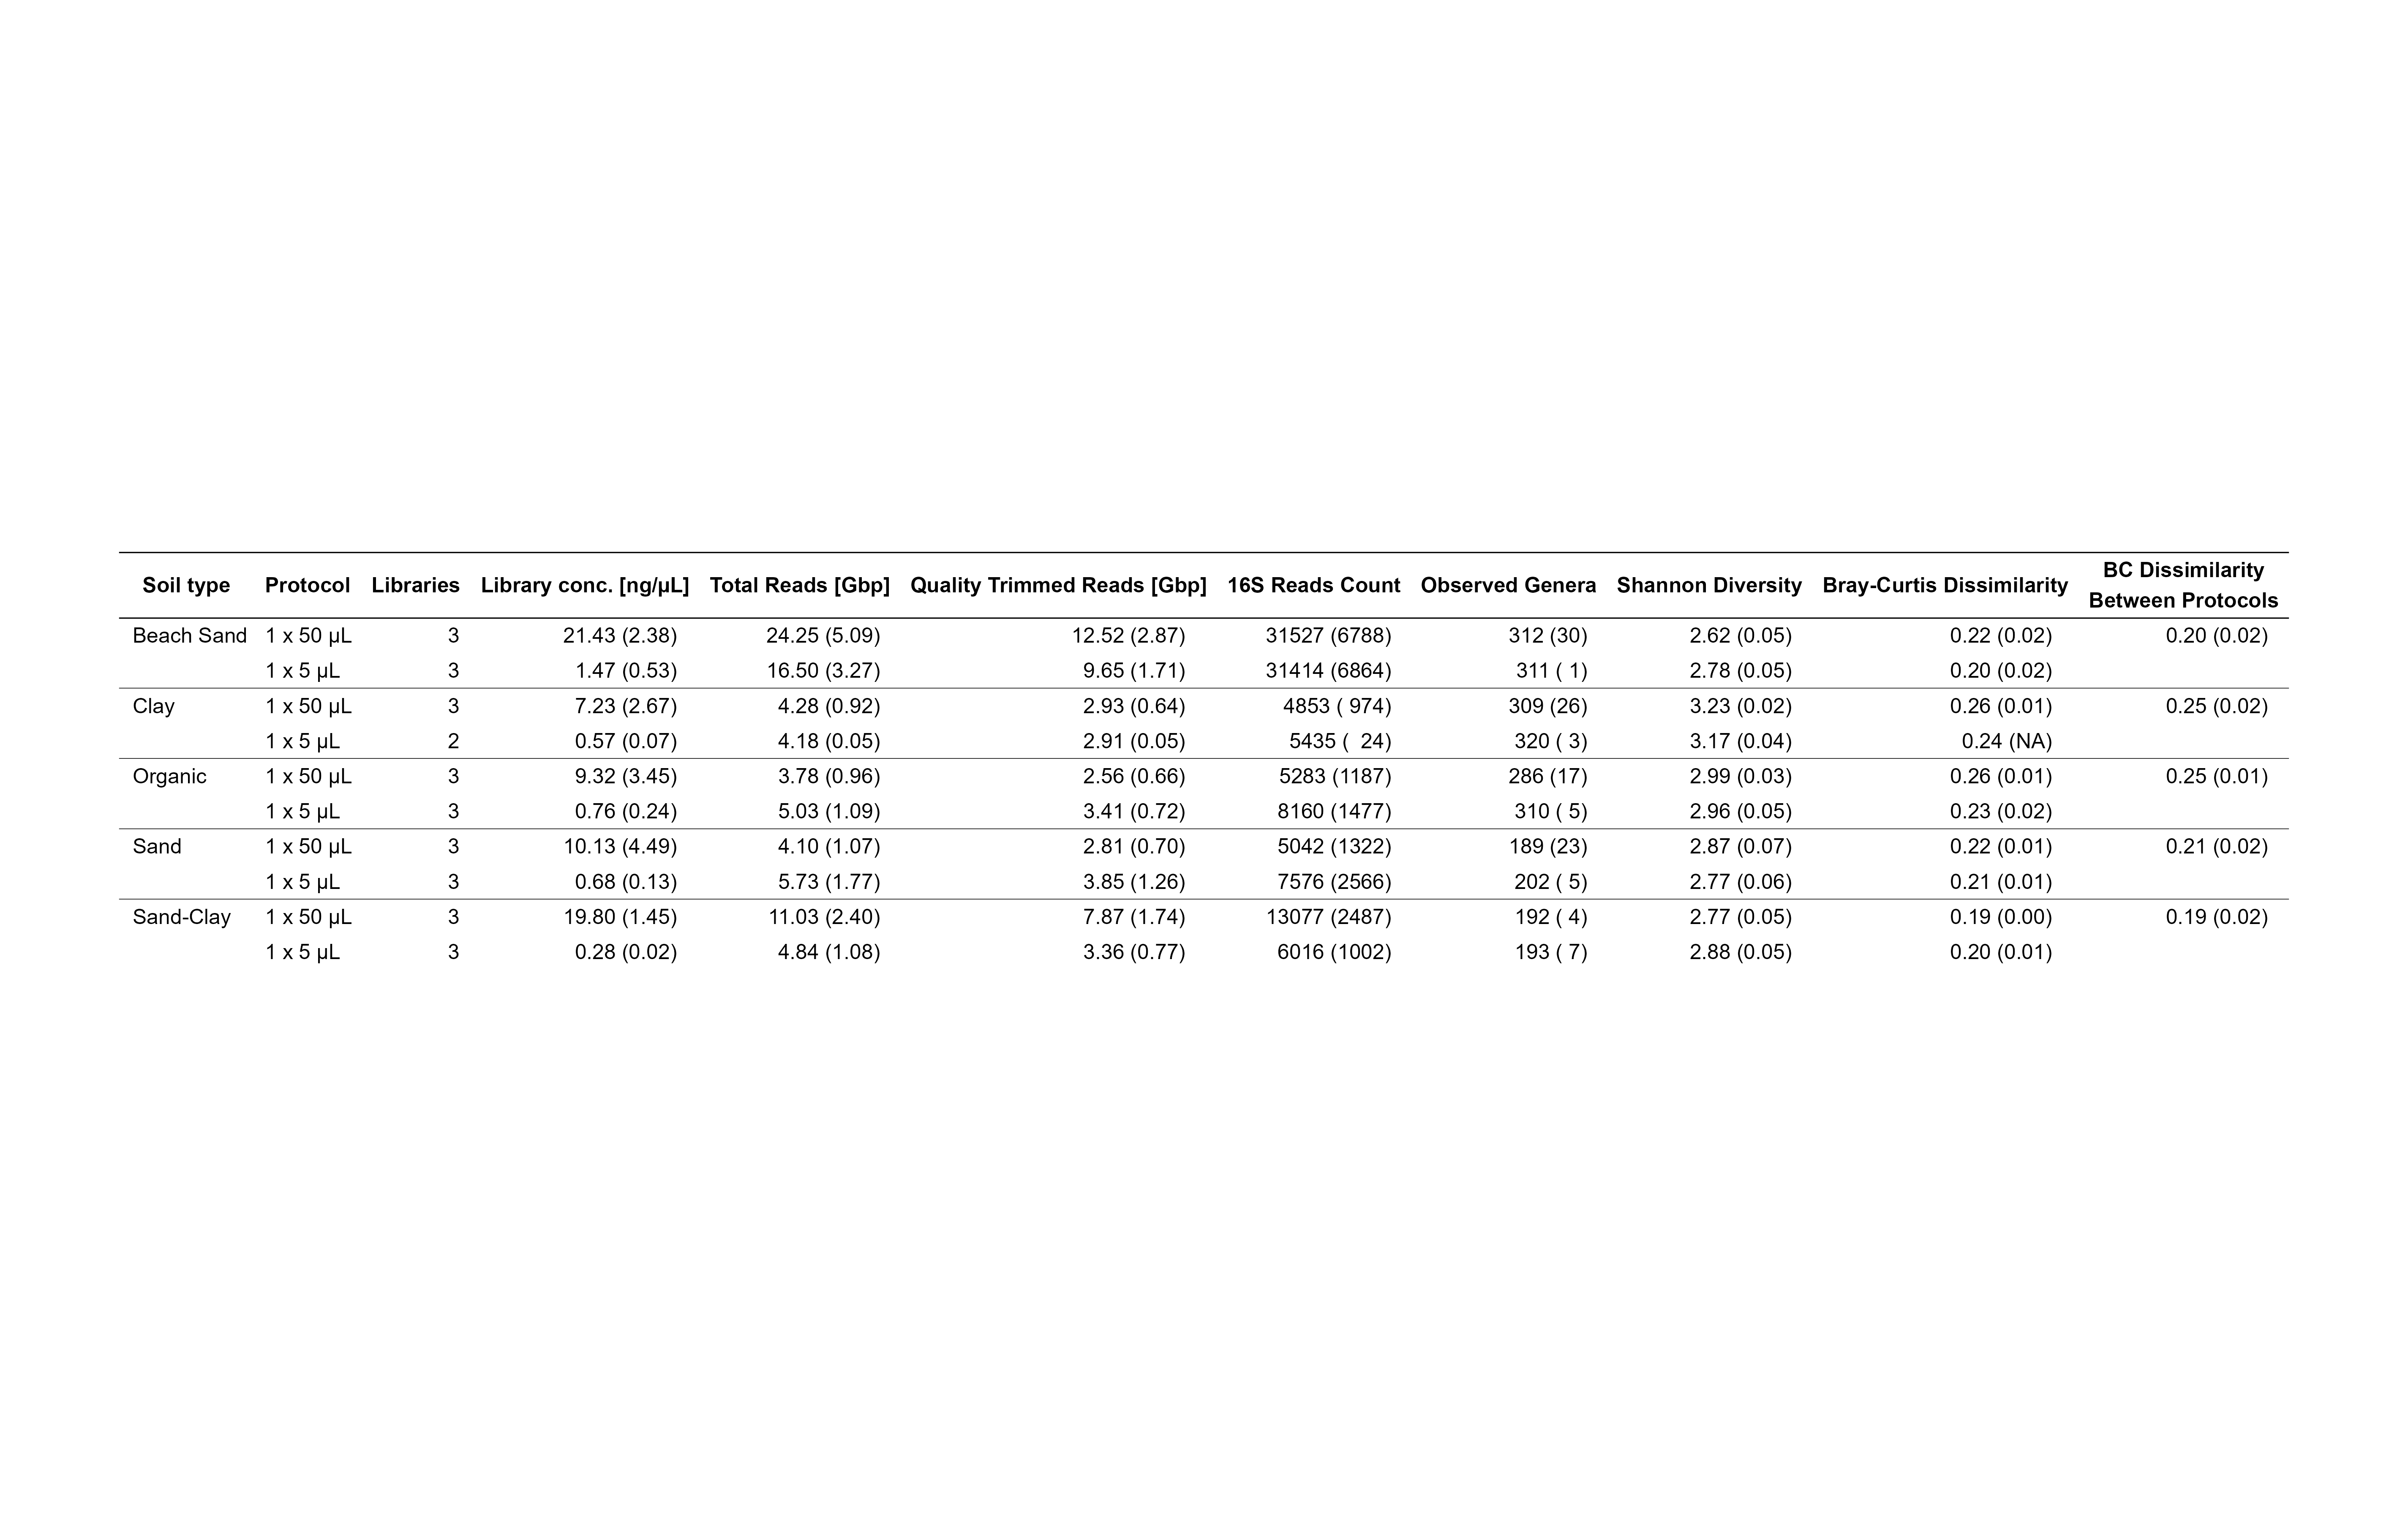 Soil type Protocol Libraries Library conc. [ng/µL] Total Reads [Gbp] Quality Trimmed Reads [Gbp] 16S Reads Count Observed Genera Shannon Diversity Bray-Curtis Dissimilarity BC Dissimilarity
Between Protocols
Beach Sand 1 x 50 µL 3 21.43 (2.38) 24.25 (5.09) 12.52 (2.87) 31527 (6788) 312 (30) 2.62 (0.05) 0.22 (0.02) 0.20 (0.02)
1 x 5 µL 3 1.47 (0.53) 16.50 (3.27) 9.65 (1.71) 31414 (6864) 311 ( 1) 2.78 (0.05) 0.20 (0.02)
Clay 1 x 50 µL 3 7.23 (2.67) 4.28 (0.92) 2.93 (0.64) 4853 ( 974) 309 (26) 3.23 (0.02) 0.26 (0.01) 0.25 (0.02)
1 x 5 µL 2 0.57 (0.07) 4.18 (0.05) 2.91 (0.05) 5435 (  24) 320 ( 3) 3.17 (0.04) 0.24 (NA)
Organic 1 x 50 µL 3 9.32 (3.45) 3.78 (0.96) 2.56 (0.66) 5283 (1187) 286 (17) 2.99 (0.03) 0.26 (0.01) 0.25 (0.01)
1 x 5 µL 3 0.76 (0.24) 5.03 (1.09) 3.41 (0.72) 8160 (1477) 310 ( 5) 2.96 (0.05) 0.23 (0.02)
Sand 1 x 50 µL 3 10.13 (4.49) 4.10 (1.07) 2.81 (0.70) 5042 (1322) 189 (23) 2.87 (0.07) 0.22 (0.01) 0.21 (0.02)
1 x 5 µL 3 0.68 (0.13) 5.73 (1.77) 3.85 (1.26) 7576 (2566) 202 ( 5) 2.77 (0.06) 0.21 (0.01)
Sand-Clay 1 x 50 µL 3 19.80 (1.45) 11.03 (2.40) 7.87 (1.74) 13077 (2487) 192 ( 4) 2.77 (0.05) 0.19 (0.00) 0.19 (0.02)
1 x 5 µL 3 0.28 (0.02) 4.84 (1.08) 3.36 (0.77) 6016 (1002) 193 ( 7) 2.88 (0.05) 0.20 (0.01)